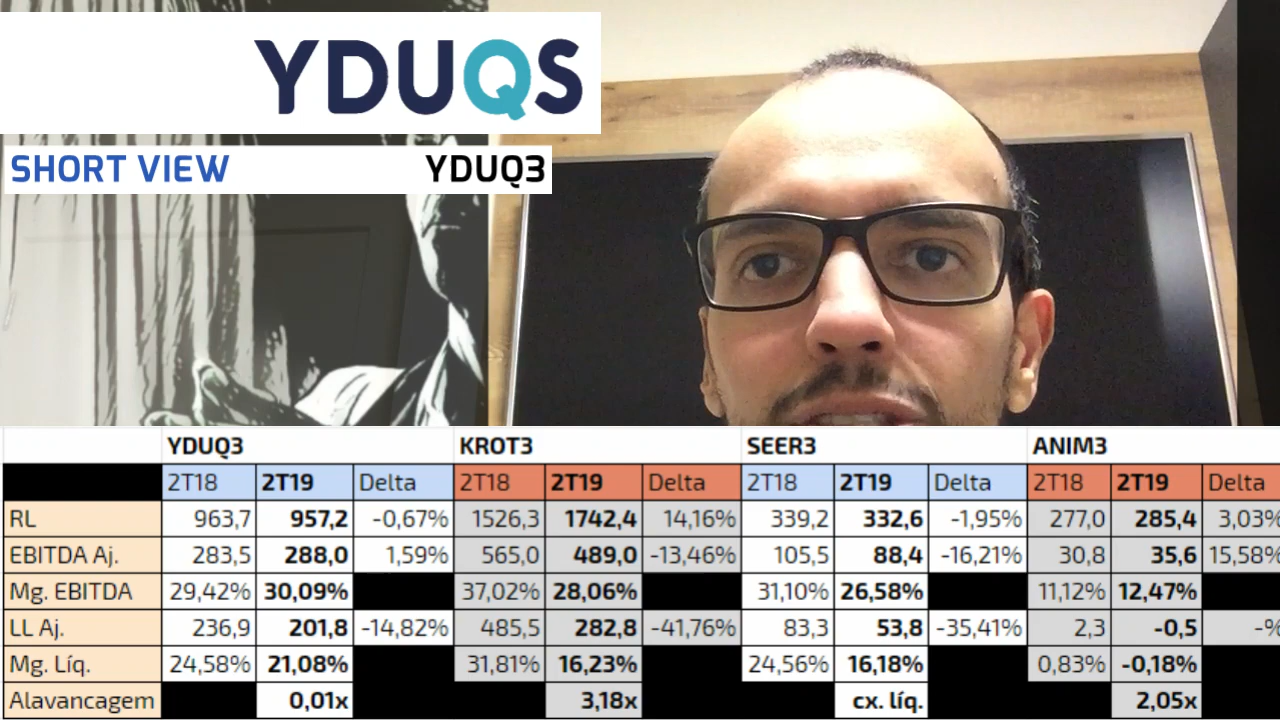 YDUQS
SHORT VIEW YDUQ3
YDUQ3 KROT3 SEER3 ANIM3
2T18 2T19 Delta 2T18 2T19 Delta 2T18 2T19 Delta 2T18 2T19 Delta
RL 963,7 957,2 -0,67% 1526,3 1742,4 14,16% 339,2 332,6 -1,95% 277,0 285,4 3,03%
EBITDA Aj. 283,5 288,0 1,59% 565,0 489,0 -13,46% 105,5 88,4 -16,21% 30,8 35,6 15,58%
Mg. EBITDA 29,42% 30,09% 37,02% 28,06% 31,10% 26,58% 11,12% 12,47%
LL Aj. 236,9 201,8 -14,82% 485,5 282,8 -41,76% 83,3 53,8 -35,41% 2,3 -0,5 -%
Mg. Líq. 24,58% 21,08% 31,81% 16,23% 24,56% 16,18% 0,83% -0,18%
Alavancagem 0,01x 3,18x cx. líq. 2,05x